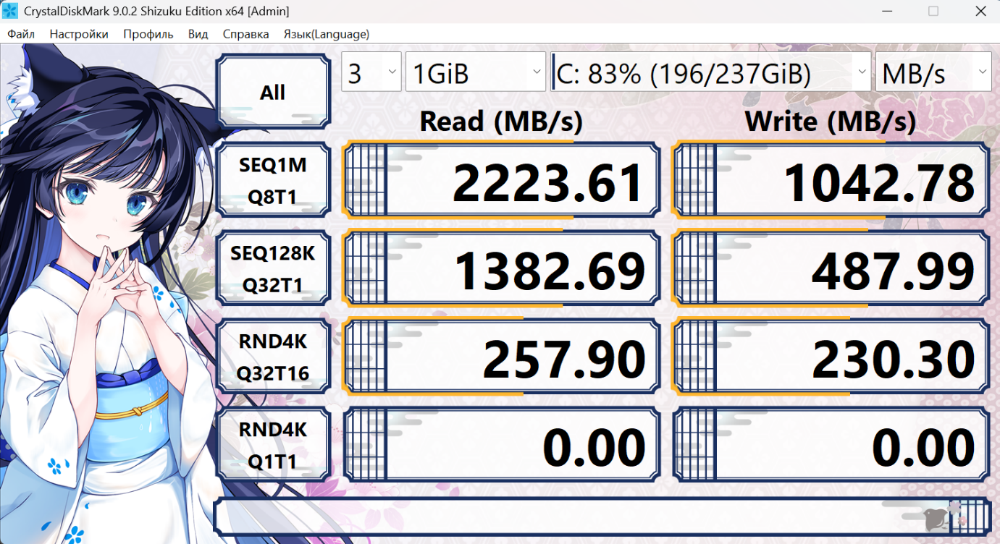 CrystalDiskMark 9.0.2 Shizuku Edition x64 [Admin]
Файл Настройки Профиль Вид Справка Язык(Language)
All 3 1GiB C: 83% (196/237GiB) MB/s
Read (MB/s) Write (MB/s)
SEQ1M
Q8T1 2223.61 1042.78
SEQ128K
Q32T1 1382.69 487.99
RND4K
Q32T16 257.90 230.30
RND4K
Q1T1 0.00 0.00